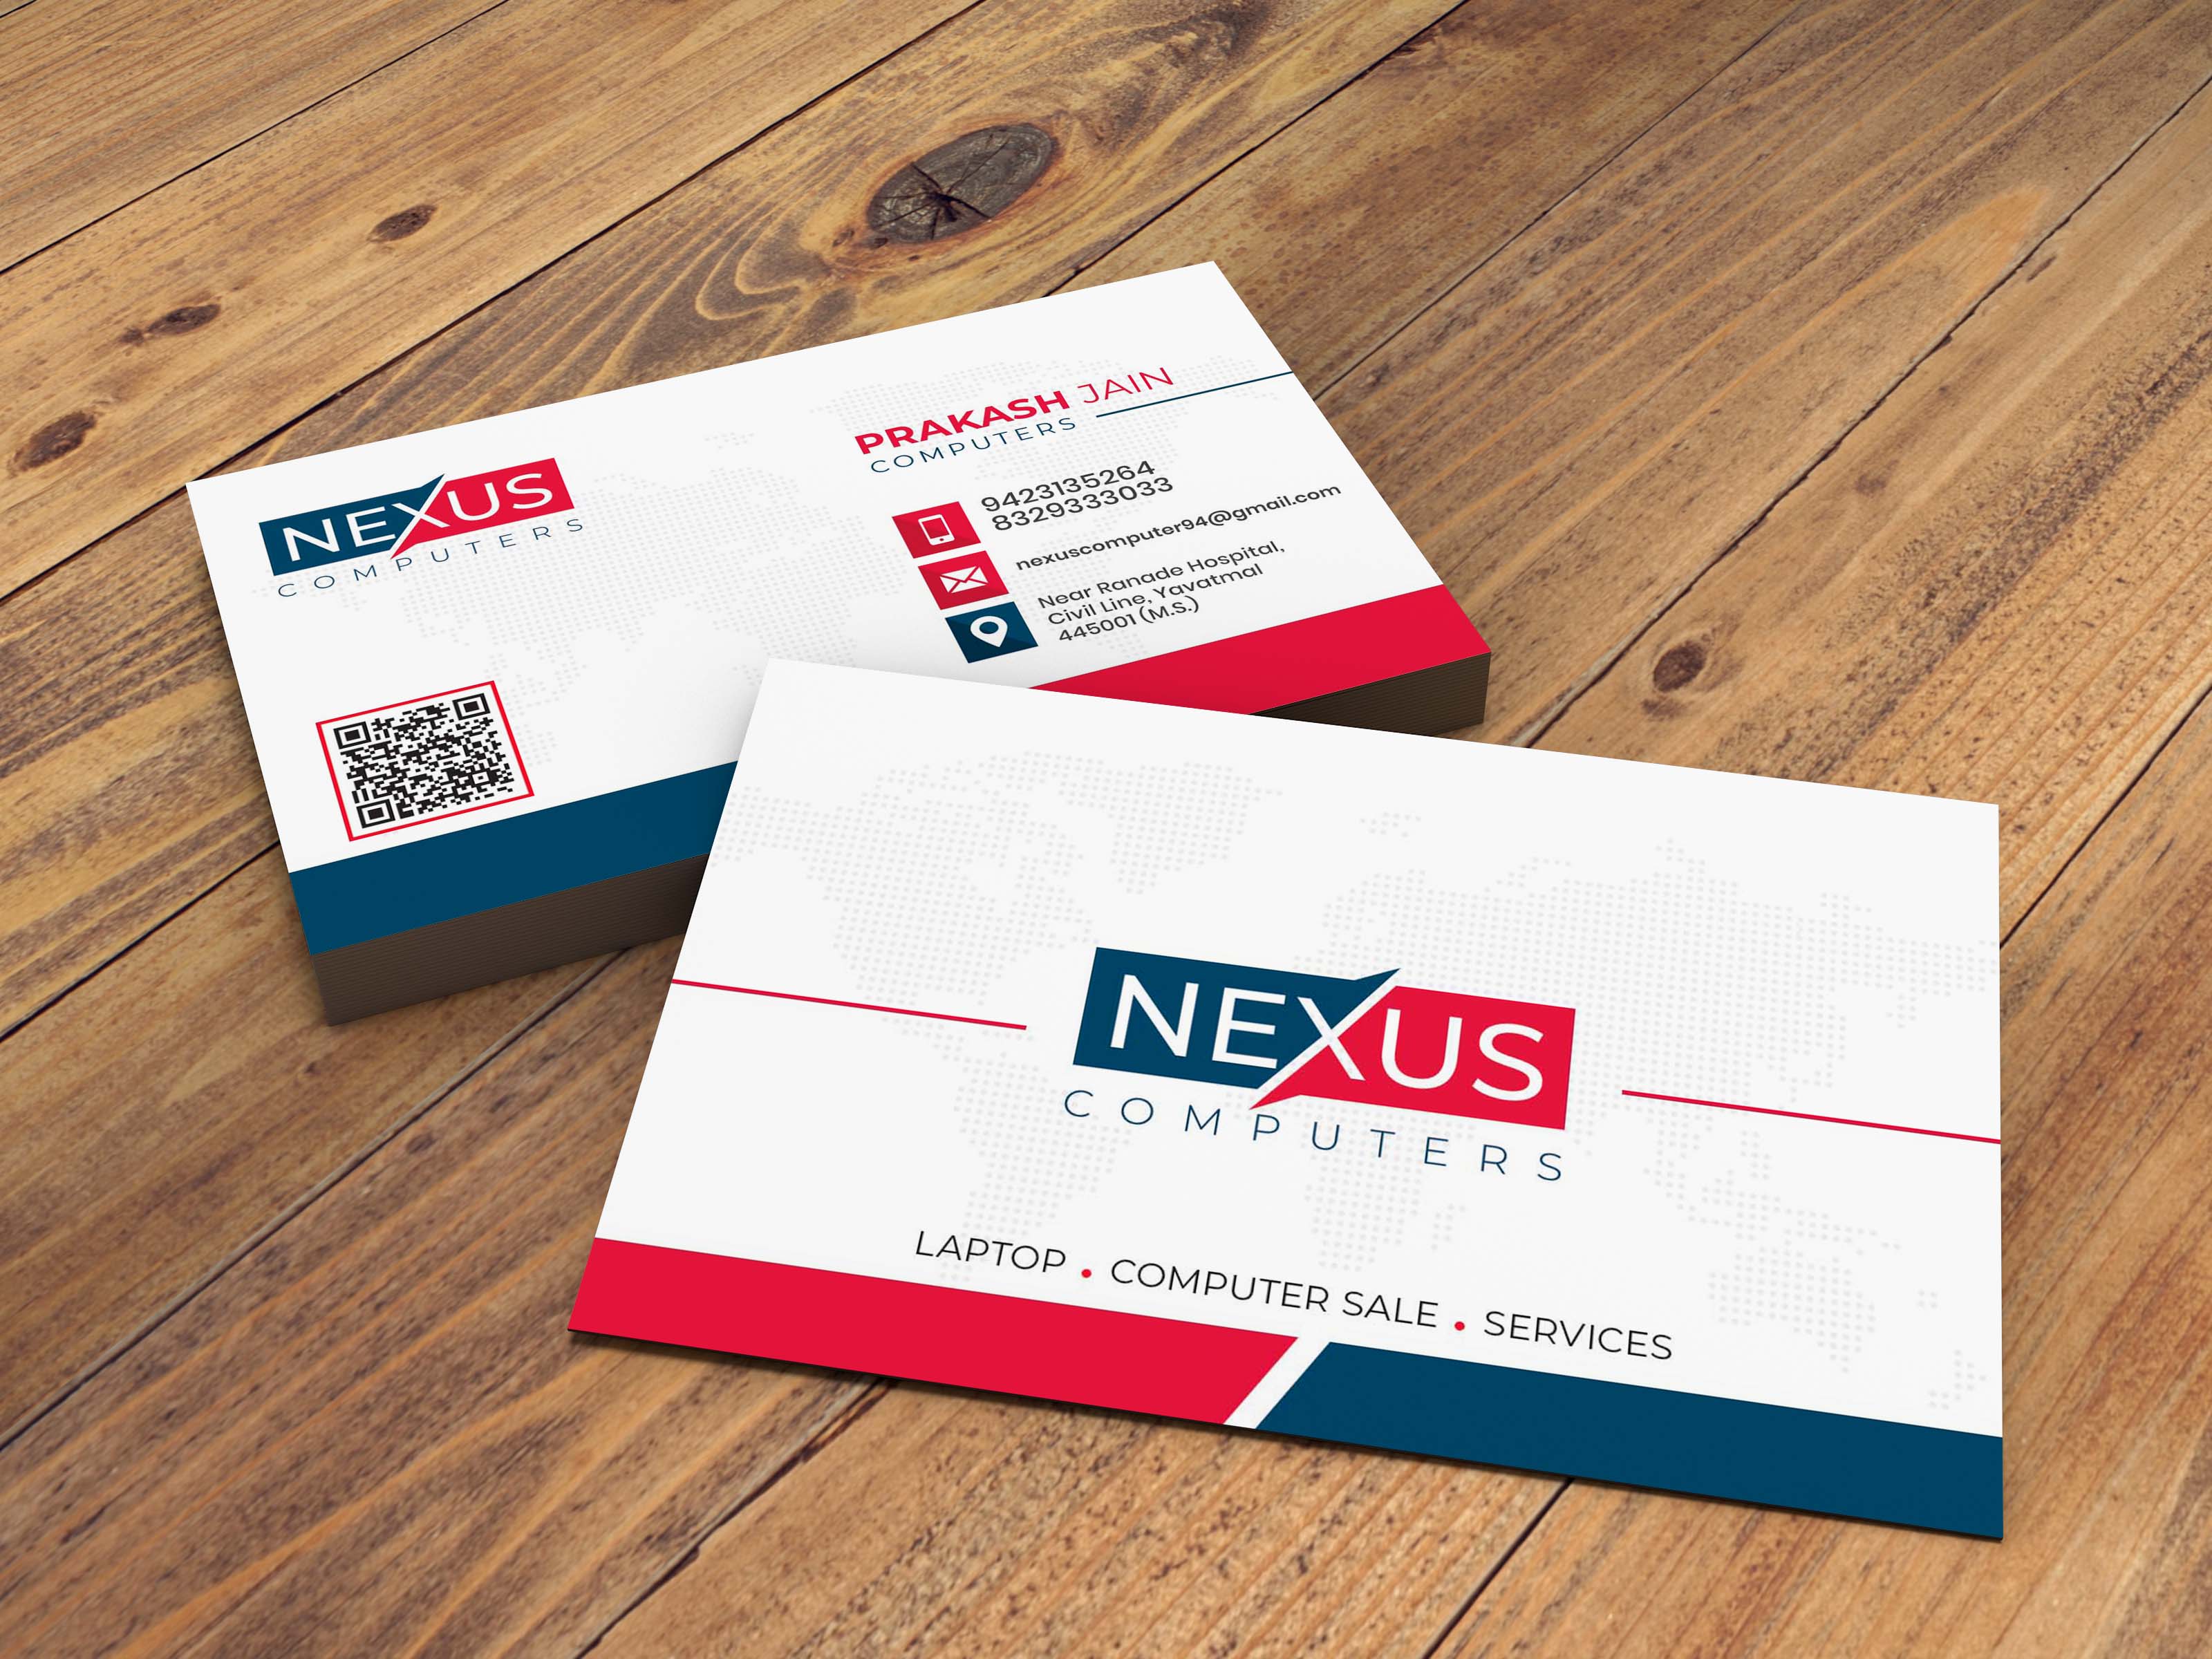 NEXUS
COMPUTERS
PRAKASH JAIN
COMPUTERS
9423135264
8329333033
nexuscomputer94@gmail.com
Near Ranade Hospital,
Civil Line, Yavatmal
445001 (M.S.)
NEXUS
COMPUTERS
LAPTOP • COMPUTER SALE • SERVICES